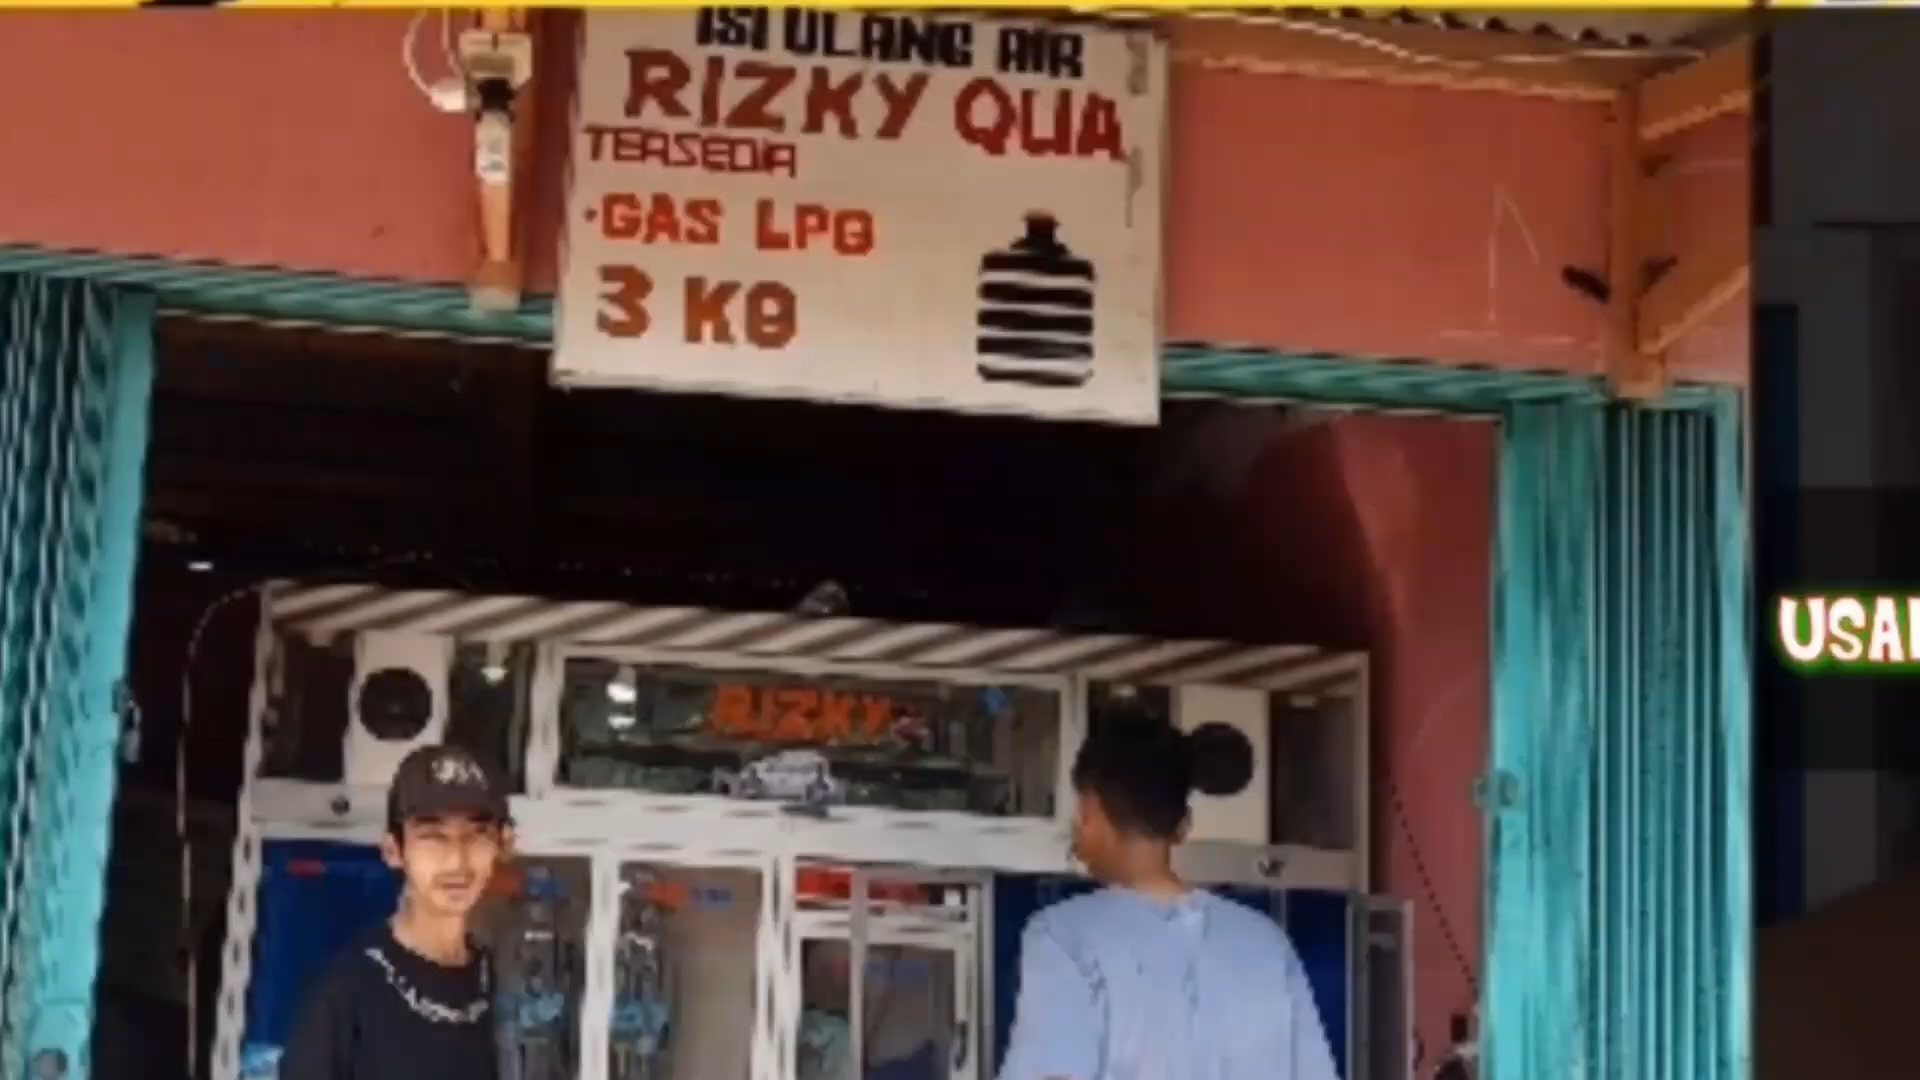 ISI ULANG AIR
RIZKY QUA
TERSEDIA
•GAS LPG
3 KG
RIZKY
USA